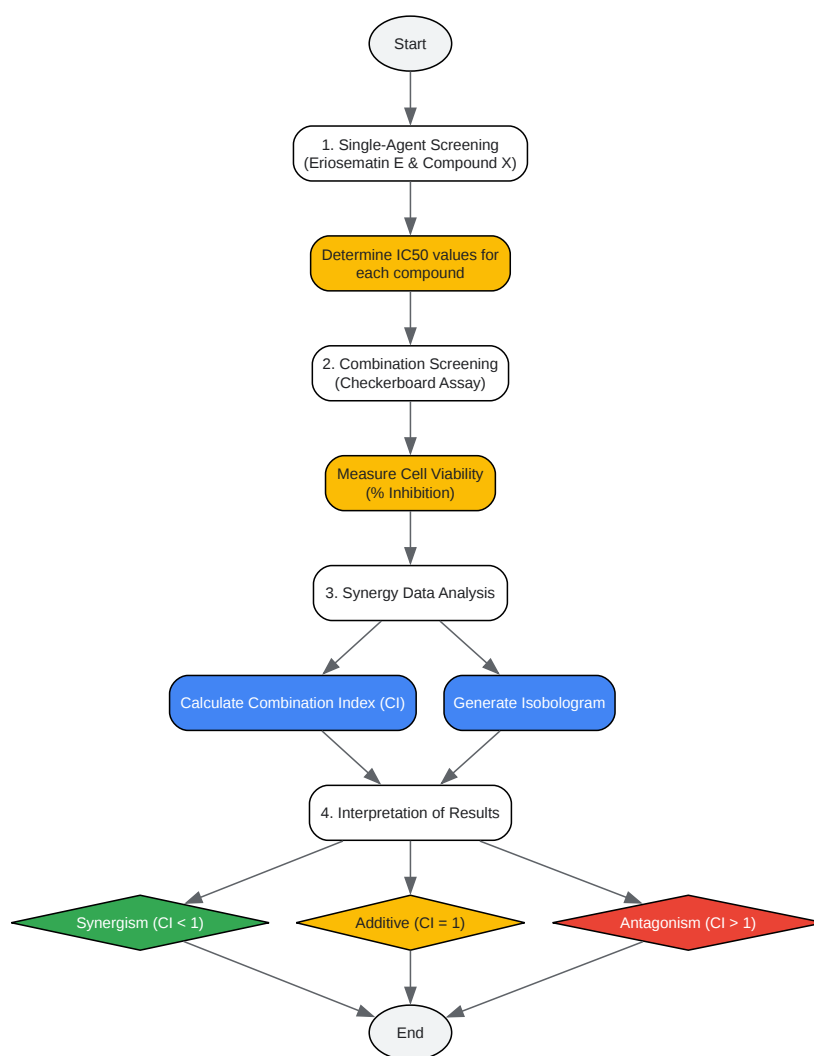 Start
1. Single-Agent Screening
(Eriosematin E & Compound X)
Determine IC50 values for
each compound
2. Combination Screening
(Checkerboard Assay)
Measure Cell Viability
(% Inhibition)
3. Synergy Data Analysis
Calculate Combination Index (CI)
Generate Isobologram
4. Interpretation of Results
Synergism (CI < 1)
Additive (CI = 1)
Antagonism (CI > 1)
End